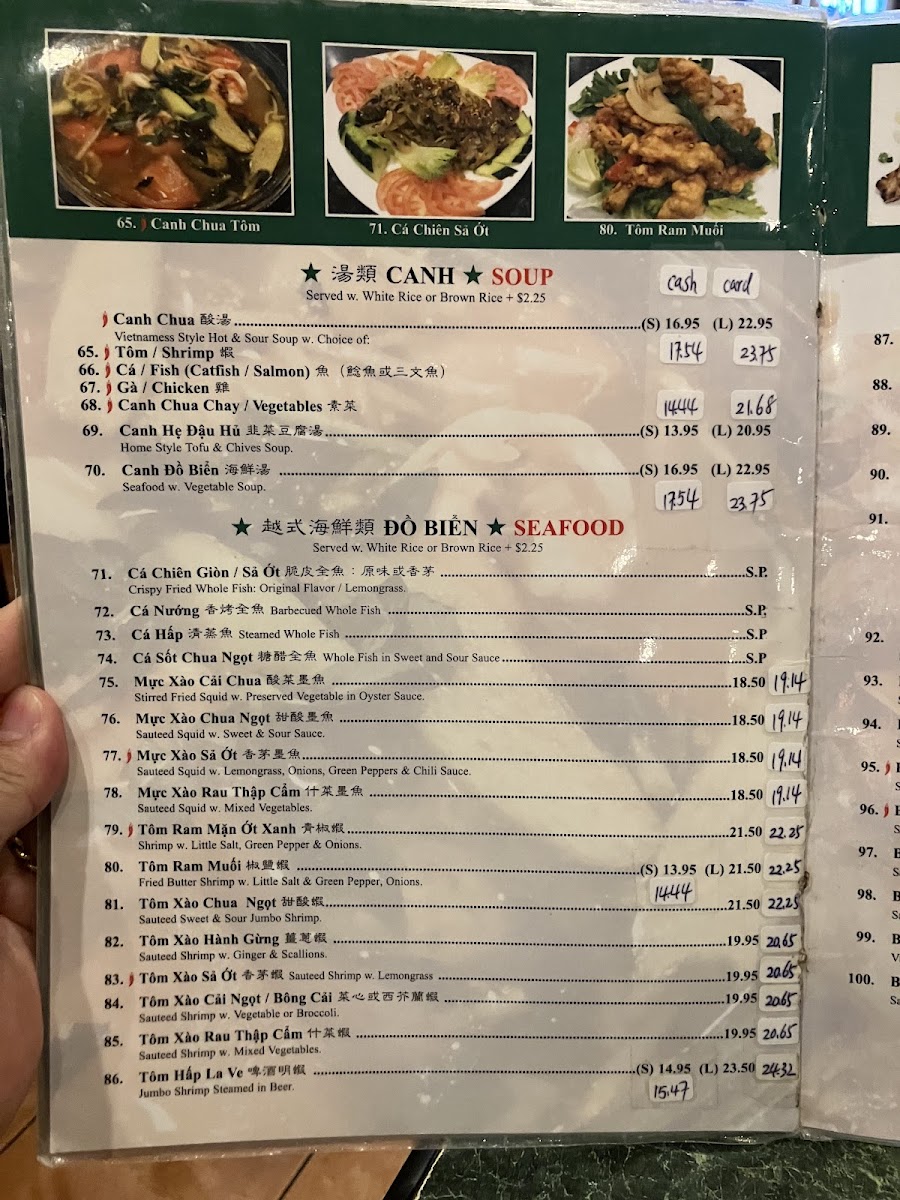 65. Canh Chua Tôm
71. Cá Chiên Sả Ớt
80. Tôm Ram Muối
★ 湯類 CANH ★ SOUP
Served w. White Rice or Brown Rice + $2.25
cash card
Canh Chua 酸湯 (S) 16.95 (L) 22.95
Vietnamess Style Hot & Sour Soup w. Choice of:
17.54 23.75
65. Tôm / Shrimp 蝦
66. Cá / Fish (Catfish / Salmon) 魚 (鯰魚或三文魚)
67. Gà / Chicken 雞
68. Canh Chua Chay / Vegetables 素菜
14.44 21.68
69. Canh Hẹ Đậu Hủ 韭菜豆腐湯 (S) 13.95 (L) 20.95
Home Style Tofu & Chives Soup.
70. Canh Đồ Biển 海鮮湯 (S) 16.95 (L) 22.95
Seafood w. Vegetable Soup.
17.54 23.75
★ 越式海鮮類 ĐỒ BIỂN ★ SEAFOOD
Served w. White Rice or Brown Rice + $2.25
71. Cá Chiên Giòn / Sả Ớt 脆皮全魚：原味或香茅 S.P.
Crispy Fried Whole Fish: Original Flavor / Lemongrass.
72. Cá Nướng 香烤全魚 Barbecued Whole Fish S.P.
73. Cá Hấp 清蒸魚 Steamed Whole Fish S.P
74. Cá Sốt Chua Ngọt 糖醋全魚 Whole Fish in Sweet and Sour Sauce S.P
75. Mực Xào Cải Chua 酸菜墨魚 18.50 19.14
Stirred Fried Squid w. Preserved Vegetable in Oyster Sauce.
76. Mực Xào Chua Ngọt 甜酸墨魚 18.50 19.14
Sauteed Squid w. Sweet & Sour Sauce.
77. Mực Xào Sả Ớt 香茅墨魚 18.50 19.14
Sauteed Squid w. Lemongrass, Onions, Green Peppers & Chili Sauce.
78. Mực Xào Rau Thập Cẩm 什菜墨魚 18.50 19.14
Sauteed Squid w. Mixed Vegetables.
79. Tôm Ram Mặn Ớt Xanh 青椒蝦 21.50 22.25
Shrimp w. Little Salt, Green Pepper & Onions.
80. Tôm Ram Muối 椒鹽蝦 (S) 13.95 (L) 21.50 22.25
Fried Butter Shrimp w. Little Salt & Green Pepper, Onions.
14.44
81. Tôm Xào Chua Ngọt 甜酸蝦 21.50 22.25
Sauteed Sweet & Sour Jumbo Shrimp.
82. Tôm Xào Hành Gừng 薑蔥蝦 19.95 20.65
Sauteed Shrimp w. Ginger & Scallions.
83. Tôm Xào Sả Ớt 香茅蝦 Sauteed Shrimp w. Lemongrass 19.95 20.65
84. Tôm Xào Cải Ngọt / Bông Cải 菜心或西芥蘭蝦 19.95 20.65
Sauteed Shrimp w. Vegetable or Broccoli.
85. Tôm Xào Rau Thập Cẩm 什菜蝦 19.95 20.65
Sauteed Shrimp w. Mixed Vegetables.
86. Tôm Hấp La Ve 啤酒明蝦 (S) 14.95 (L) 23.50 24.32
Jumbo Shrimp Steamed in Beer.
15.47
87.
88.
89.
90.
91.
92.
93.
94.
95.
96.
97.
98.
99.
100.